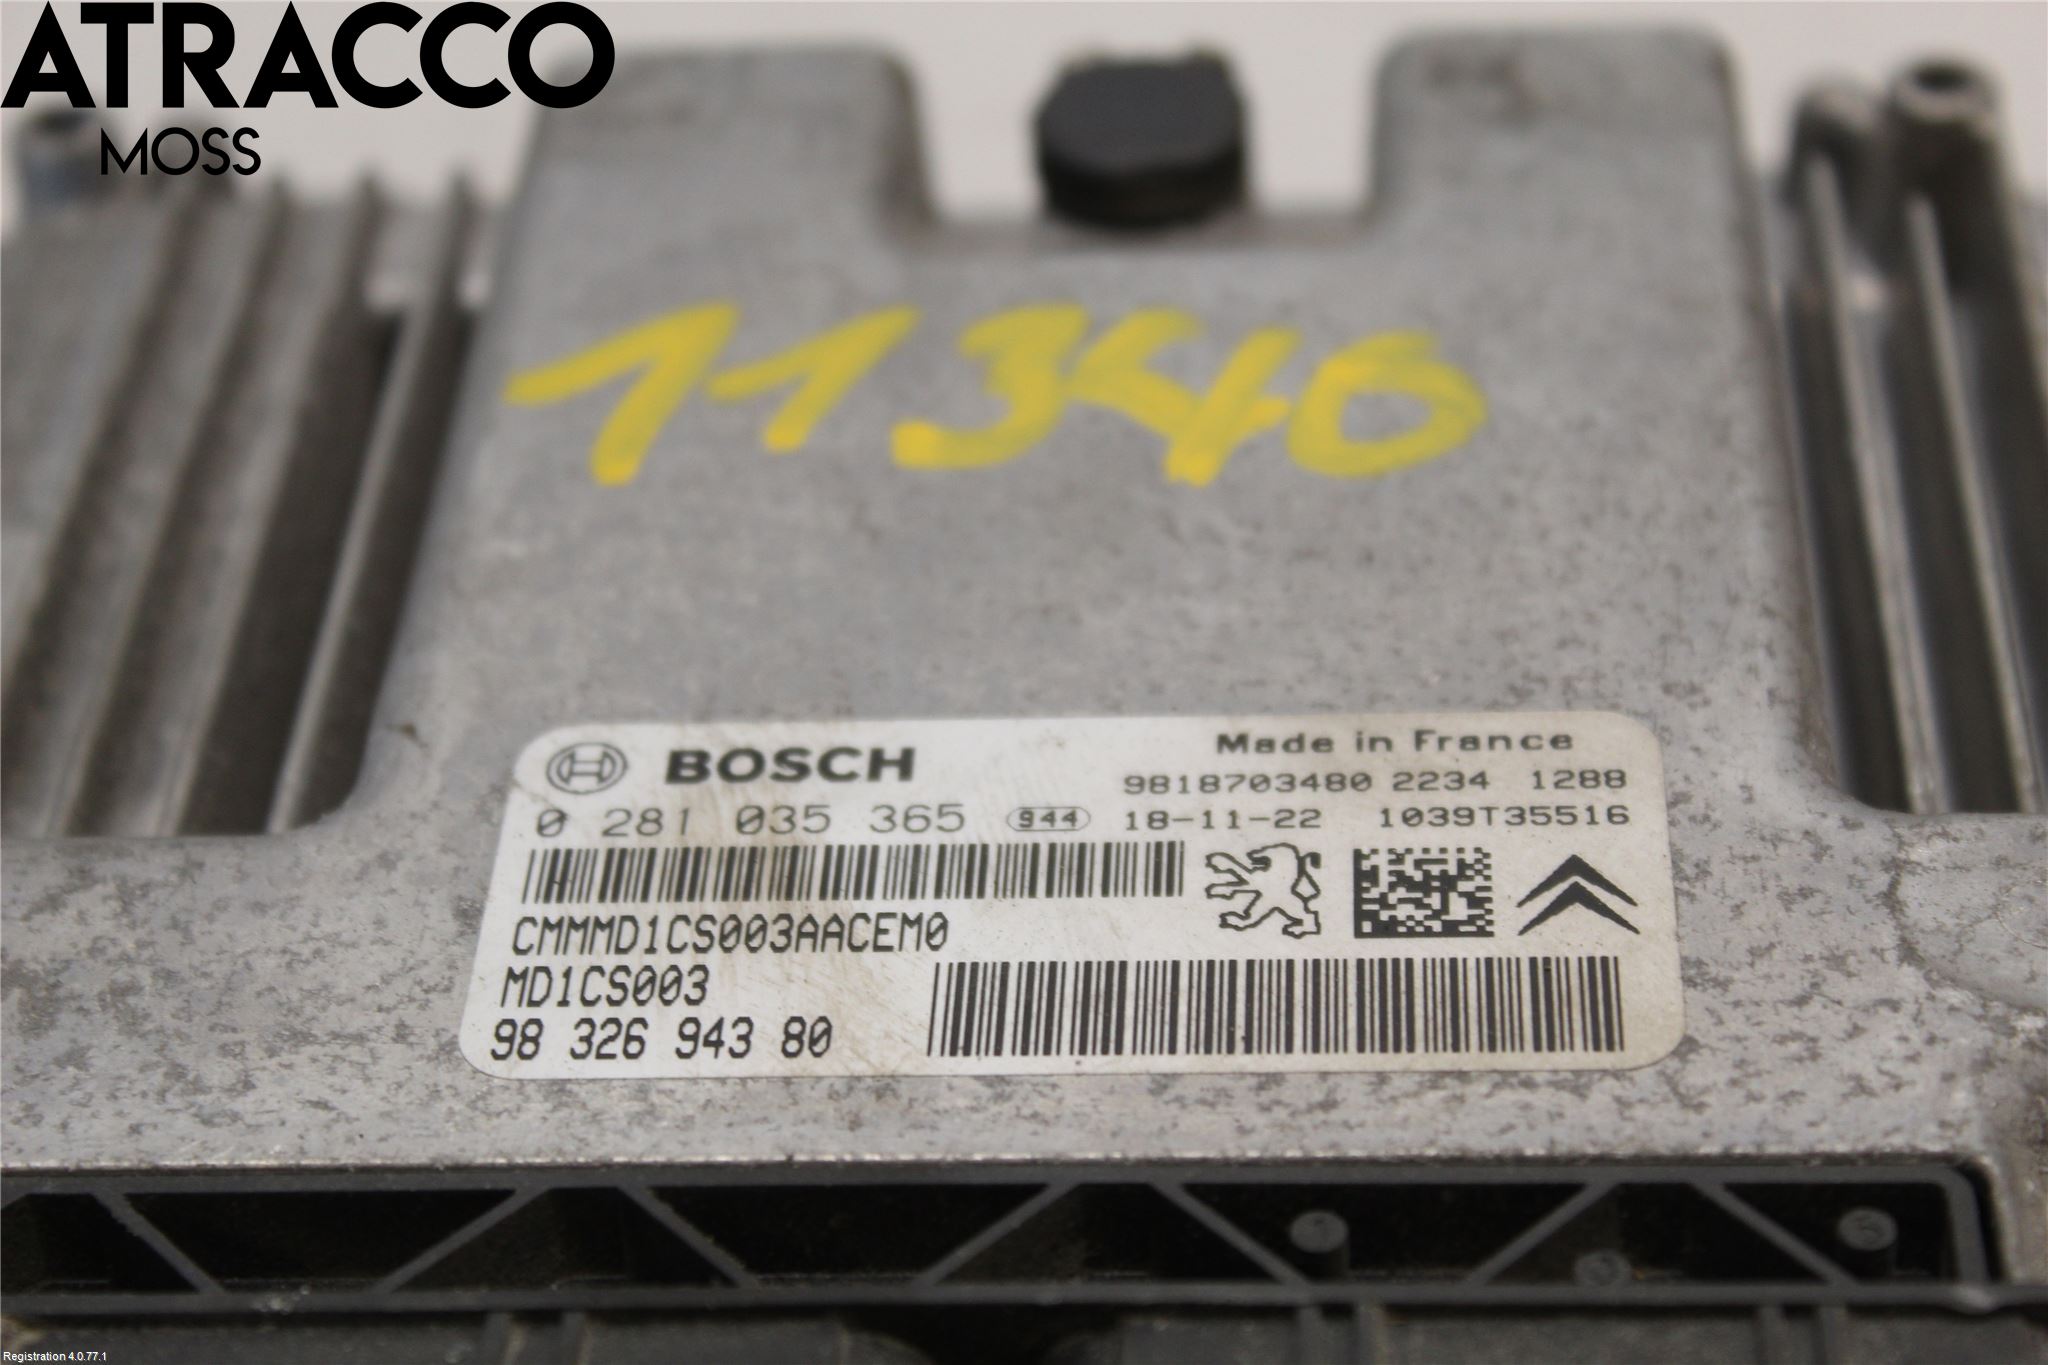 ATRACCO
MOSS
11340
BOSCH
Made in France
9818703480 2234 1288
0 281 035 365 944 18-11-22 1039T35516
CMMMD1CS003AACEM0
MD1CS003
98 326 943 80
Registration 4.0.77.1